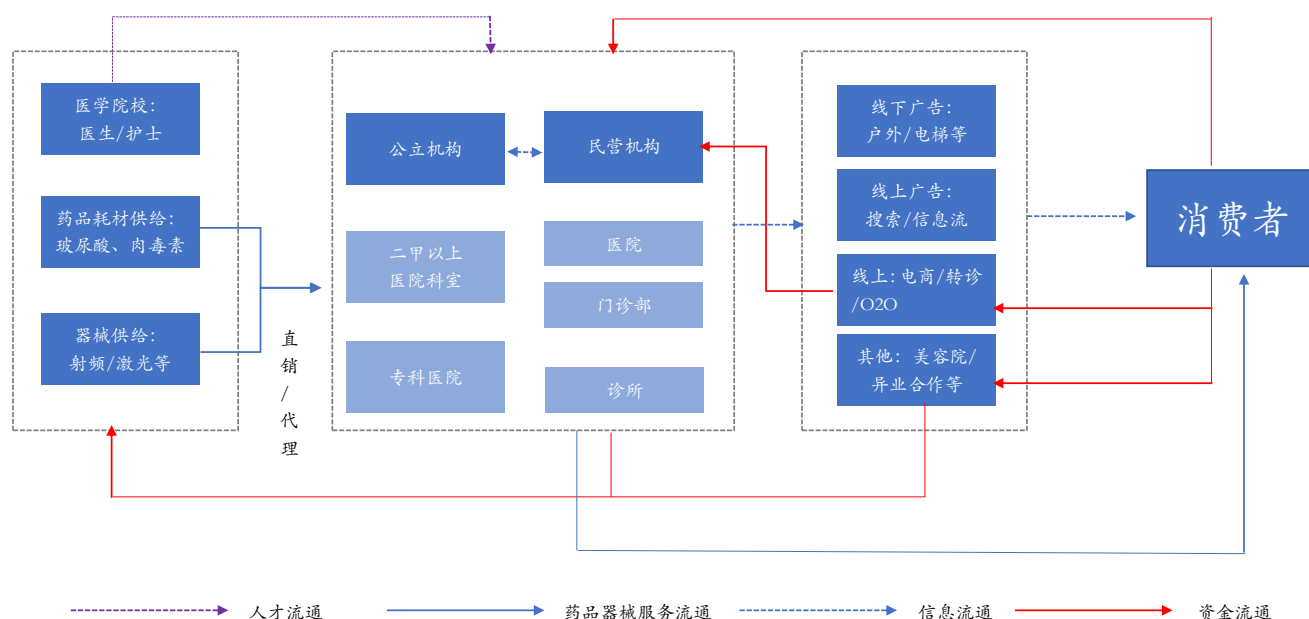 医学院校：
医生/护士
药品耗材供给：
玻尿酸、肉毒素
器械供给：
射频/激光等
直
销
/
代
理
公立机构
民营机构
二甲以上
医院科室
专科医院
医院
门诊部
诊所
线下广告：
户外/电梯等
线上广告：
搜索/信息流
线上：电商/转诊
/O2O
其他：美容院/
异业合作等
消费者
人才流通
药品器械服务流通
信息流通
资金流通